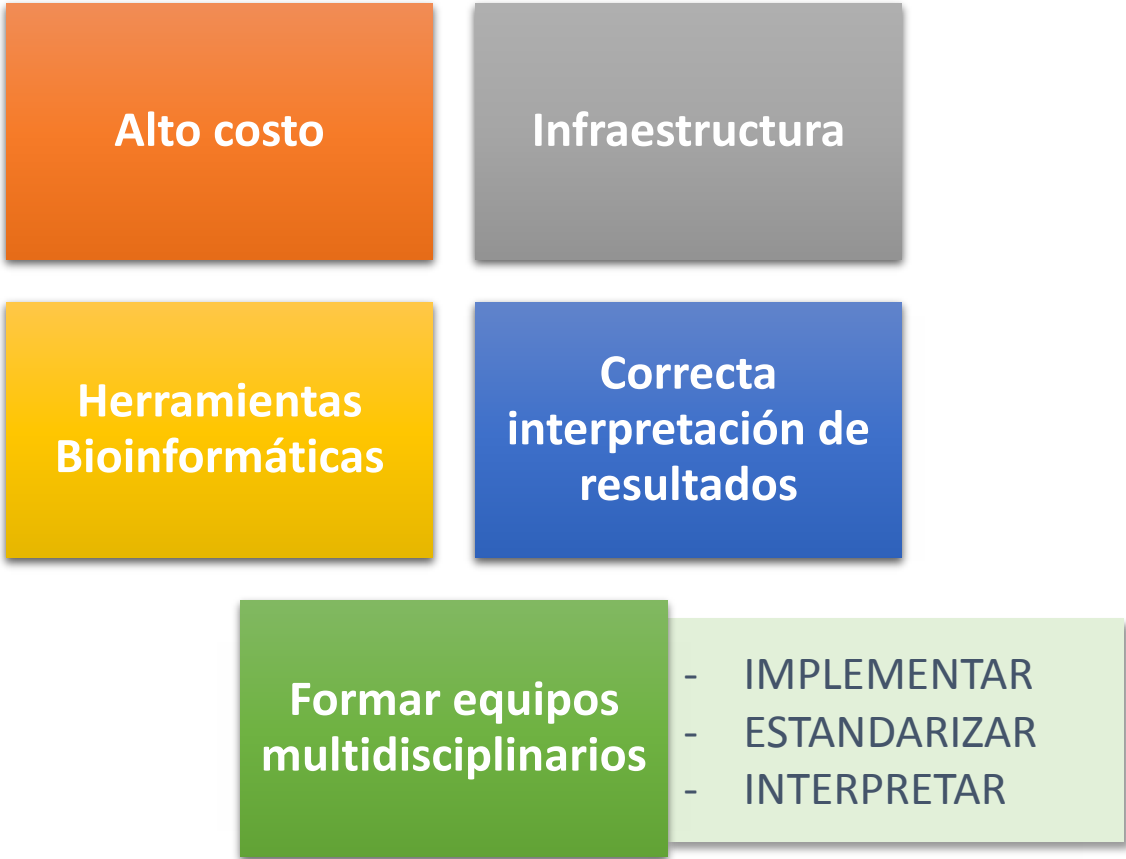 Alto costo
Infraestructura
Herramientas
Bioinformáticas
Correcta
interpretación de
resultados
Formar equipos
multidisciplinarios
- IMPLEMENTAR
- ESTANDARIZAR
- INTERPRETAR